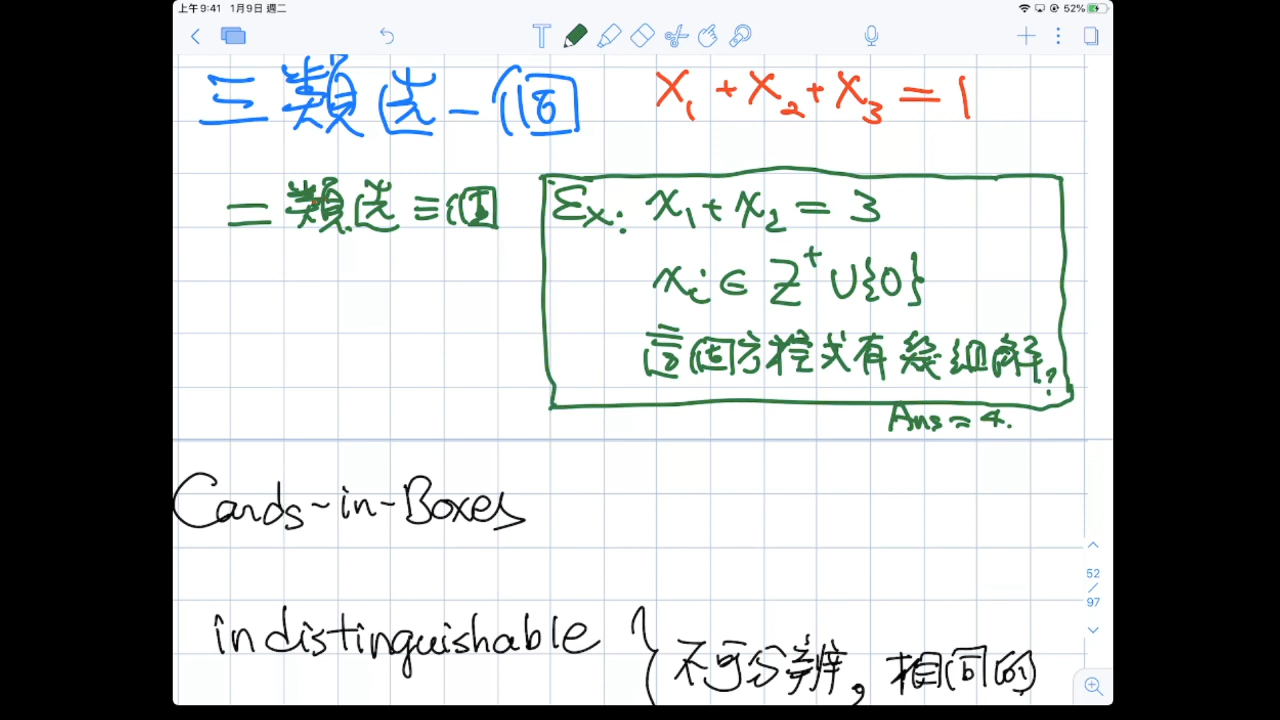 上午9:41 1月9日 週二 52%
三類選一個 X₁+X₂+X₃=1
二類選三個 Ex: x₁+x₂=3
xᵢ∈Z⁺∪{0}
這個方程式有幾組解?
Ans=4.
Cards-in-Boxes
52
/
97
indistinguishable { 不可分辨, 相同的